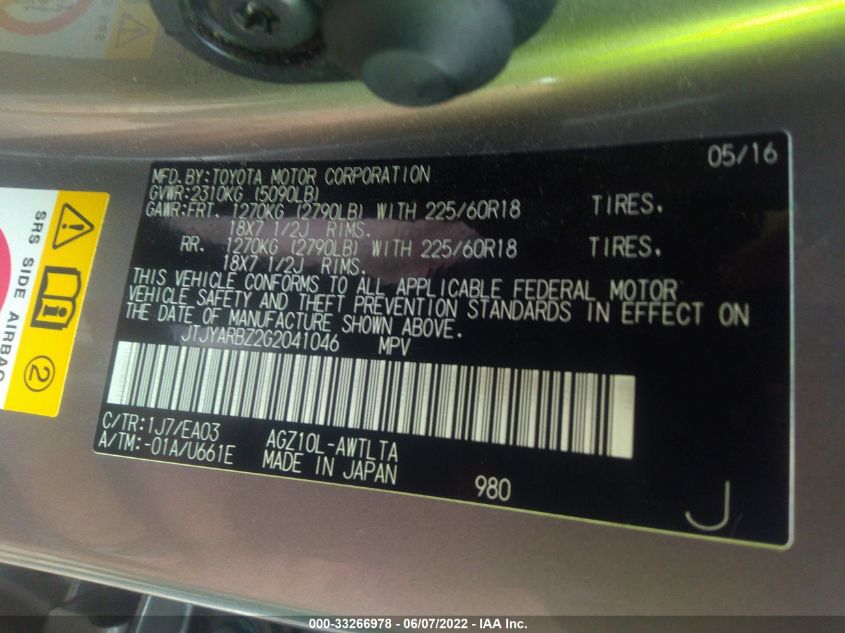 05/16
MFD. BY:TOYOTA MOTOR CORPORATION
GVWR:2310KG (5090LB)
GAWR:FRT. 1270KG (2790LB) WITH 225/60R18 TIRES.
18X7 1/2J RIMS.
RR. 1270KG (2790LB) WITH 225/60R18 TIRES.
18X7 1/2J RIMS.
THIS VEHICLE CONFORMS TO ALL APPLICABLE FEDERAL MOTOR
VEHICLE SAFETY AND THEFT PREVENTION STANDARDS IN EFFECT ON
THE DATE OF MANUFACTURE SHOWN ABOVE.
JTJYARBZ2G2041046 MPV
C/TR:1J7/EA03 AGZ10L-AWTLTA
A/TM:-01A/U661E MADE IN JAPAN
980
J
SRS SIDE AIRBAG
2
000-33266978 - 06/07/2022 - IAA Inc.